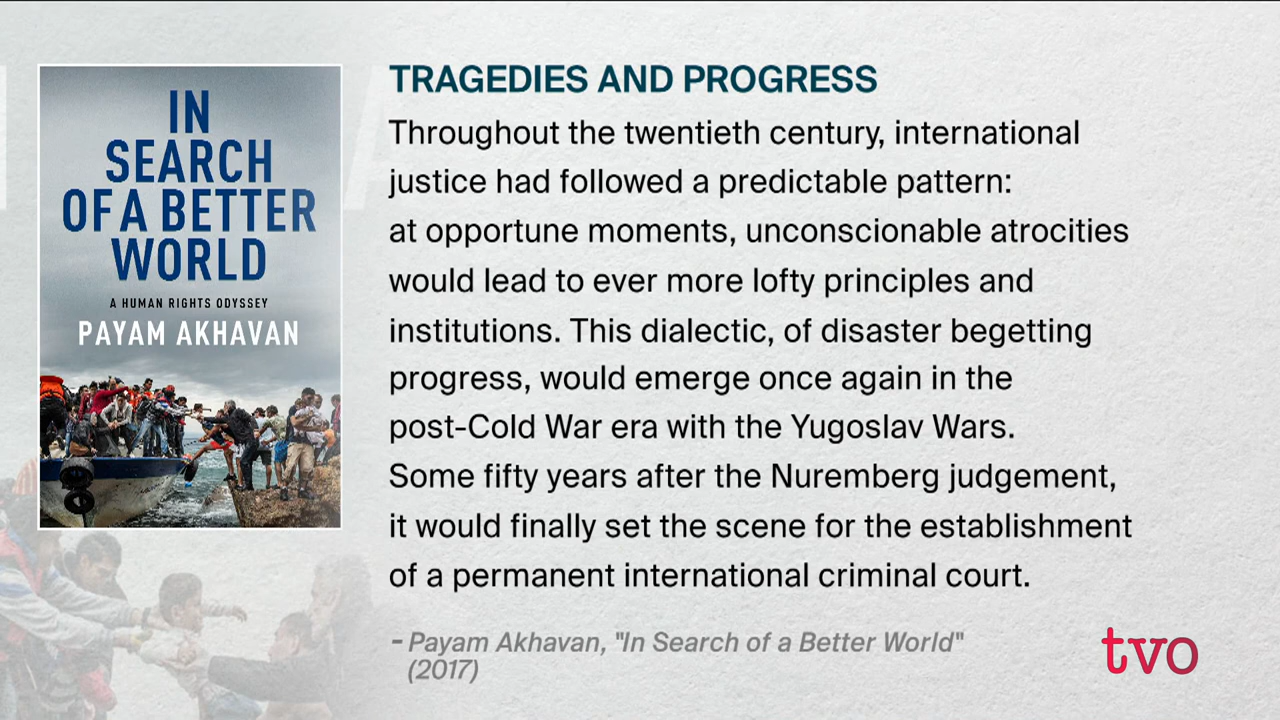 IN
SEARCH
OF A BETTER
WORLD
A HUMAN RIGHTS ODYSSEY
PAYAM AKHAVAN
TRAGEDIES AND PROGRESS
Throughout the twentieth century, international
justice had followed a predictable pattern:
at opportune moments, unconscionable atrocities
would lead to ever more lofty principles and
institutions. This dialectic, of disaster begetting
progress, would emerge once again in the
post-Cold War era with the Yugoslav Wars.
Some fifty years after the Nuremberg judgement,
it would finally set the scene for the establishment
of a permanent international criminal court.
- Payam Akhavan, "In Search of a Better World"
(2017)
tvo